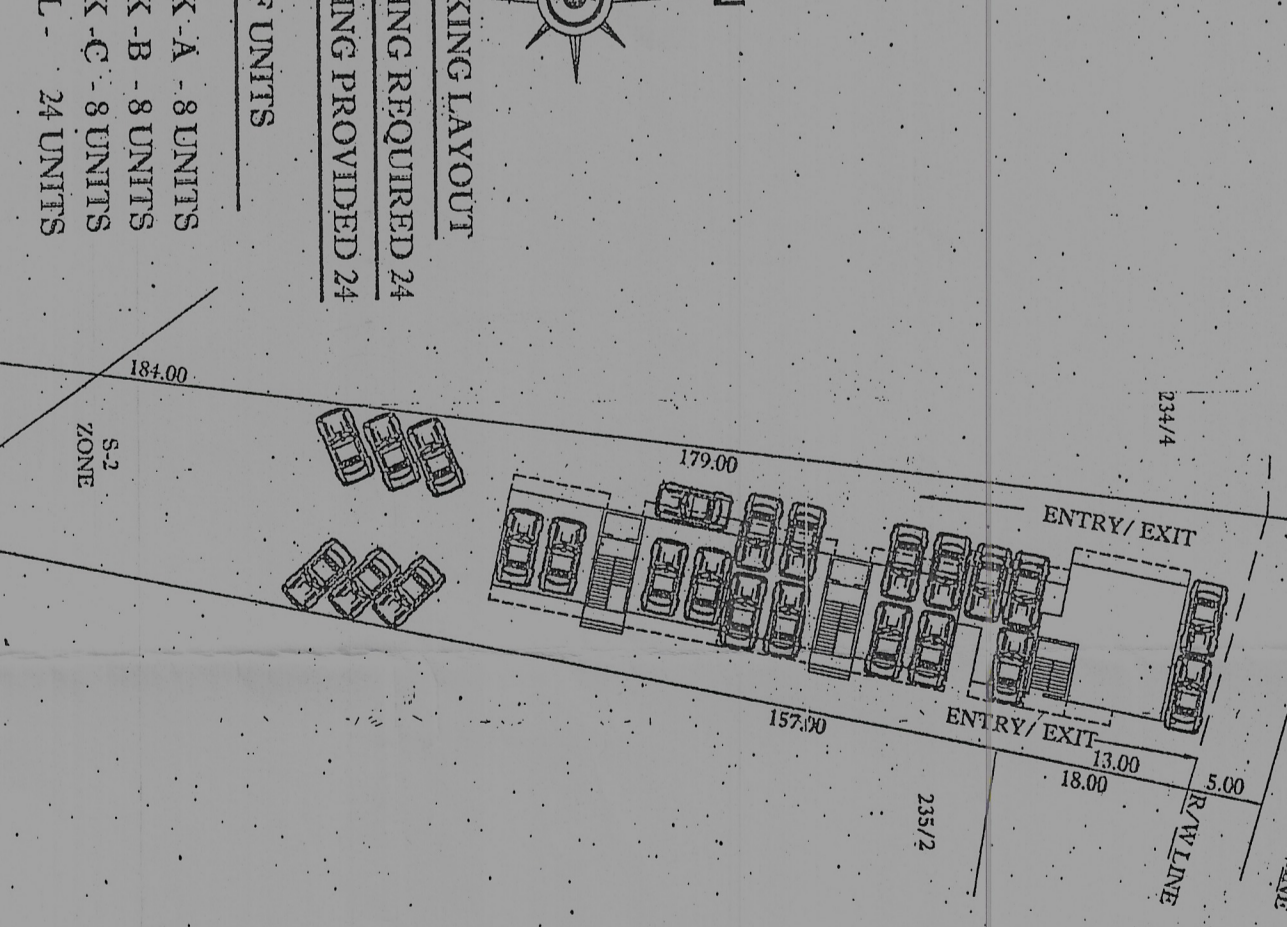 KING LAYOUT
ING REQUIRED 24
ING PROVIDED 24
F UNITS
K -A - 8 UNITS
K -B - 8 UNITS
K -C - 8 UNITS
L - 24 UNITS
184.00
S-2
ZONE
179.00
234/4
ENTRY/ EXIT
157.00
ENTRY/ EXIT
13.00
18.00
5.00
235/2
R/W LINE